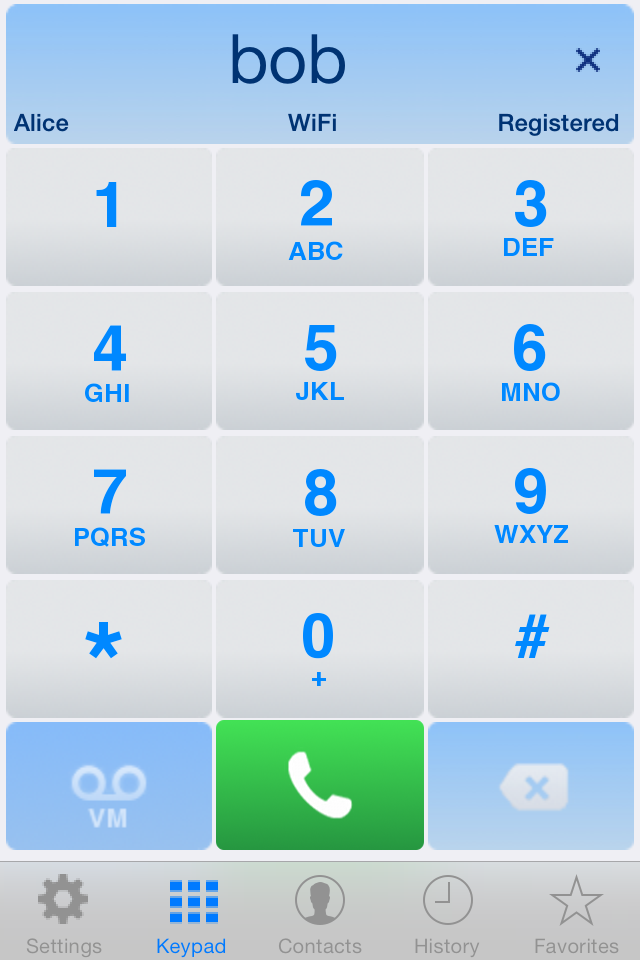 bob
Alice WiFi Registered
1 2 3
ABC DEF
4 5 6
GHI JKL MNO
7 8 9
PQRS TUV WXYZ
* 0 #
+
VM
Settings Keypad Contacts History Favorites